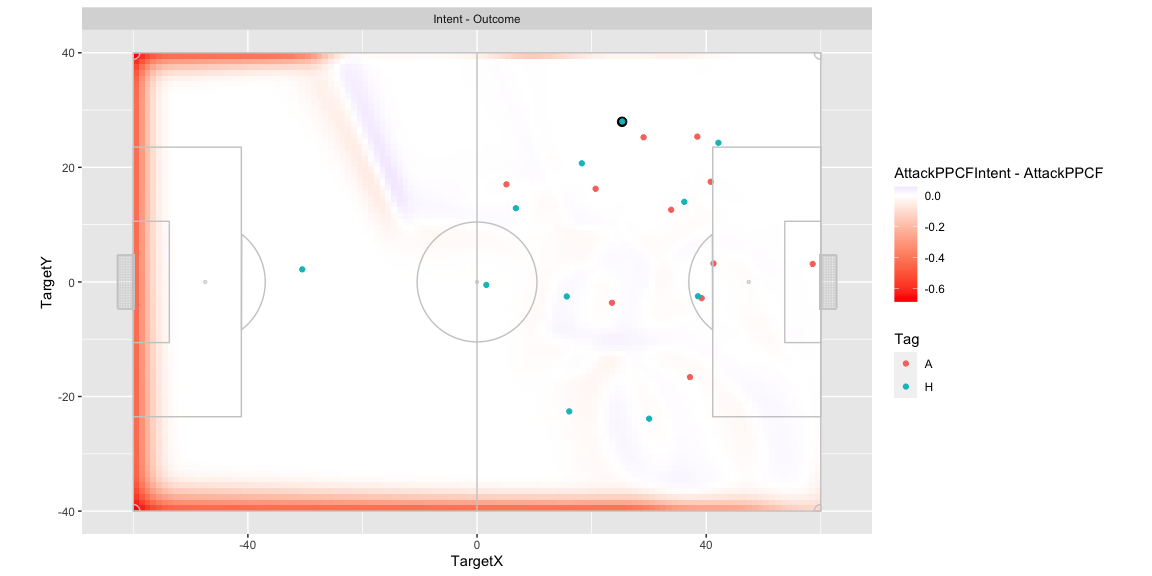 Intent - Outcome
40
20
0
-20
-40
TargetY
-40
0
40
TargetX
AttackPPCFIntent - AttackPPCF
0.0
-0.2
-0.4
-0.6
Tag
A
H